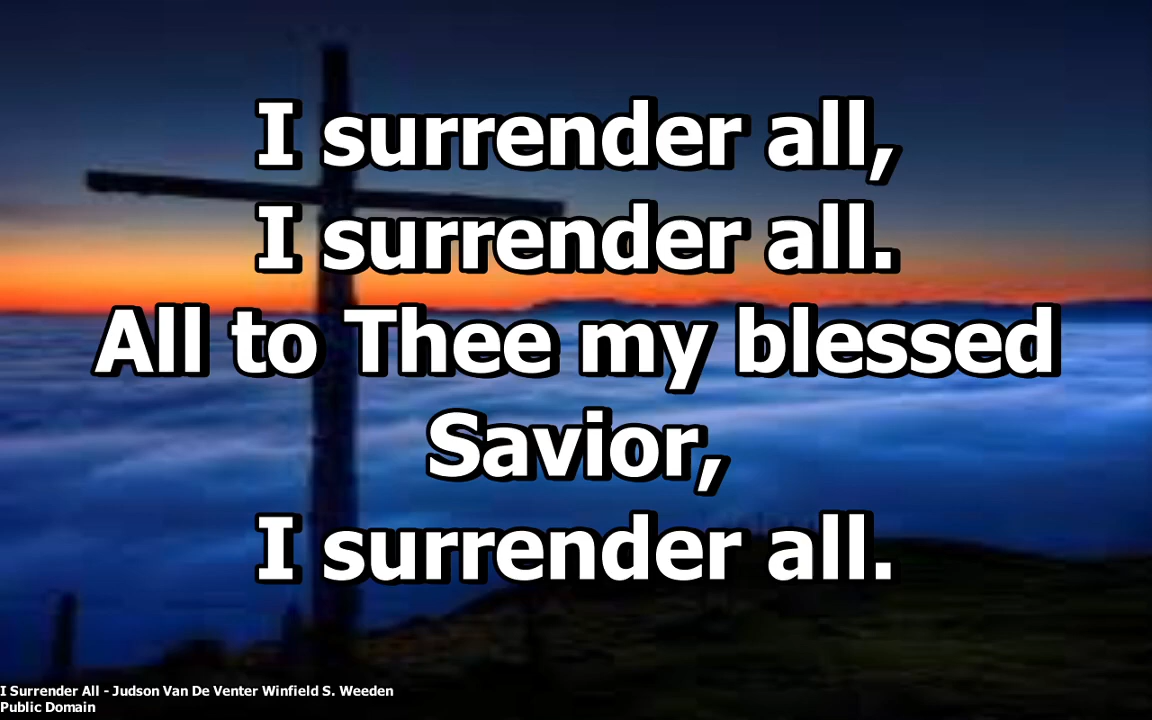 I surrender all,
I surrender all.
All to Thee my blessed
Savior,
I surrender all.
I Surrender All - Judson Van De Venter Winfield S. Weeden
Public Domain